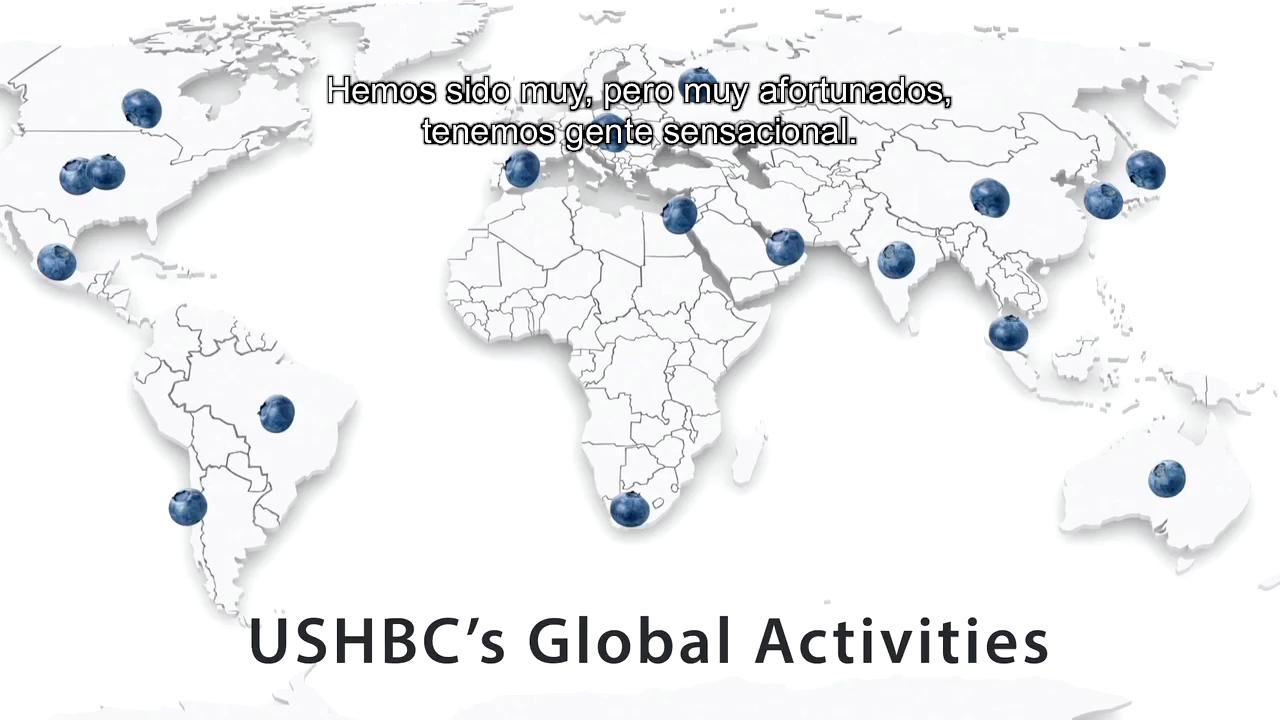 Hemos sido muy, pero muy afortunados,
tenemos gente sensacional.
USHBC’s Global Activities